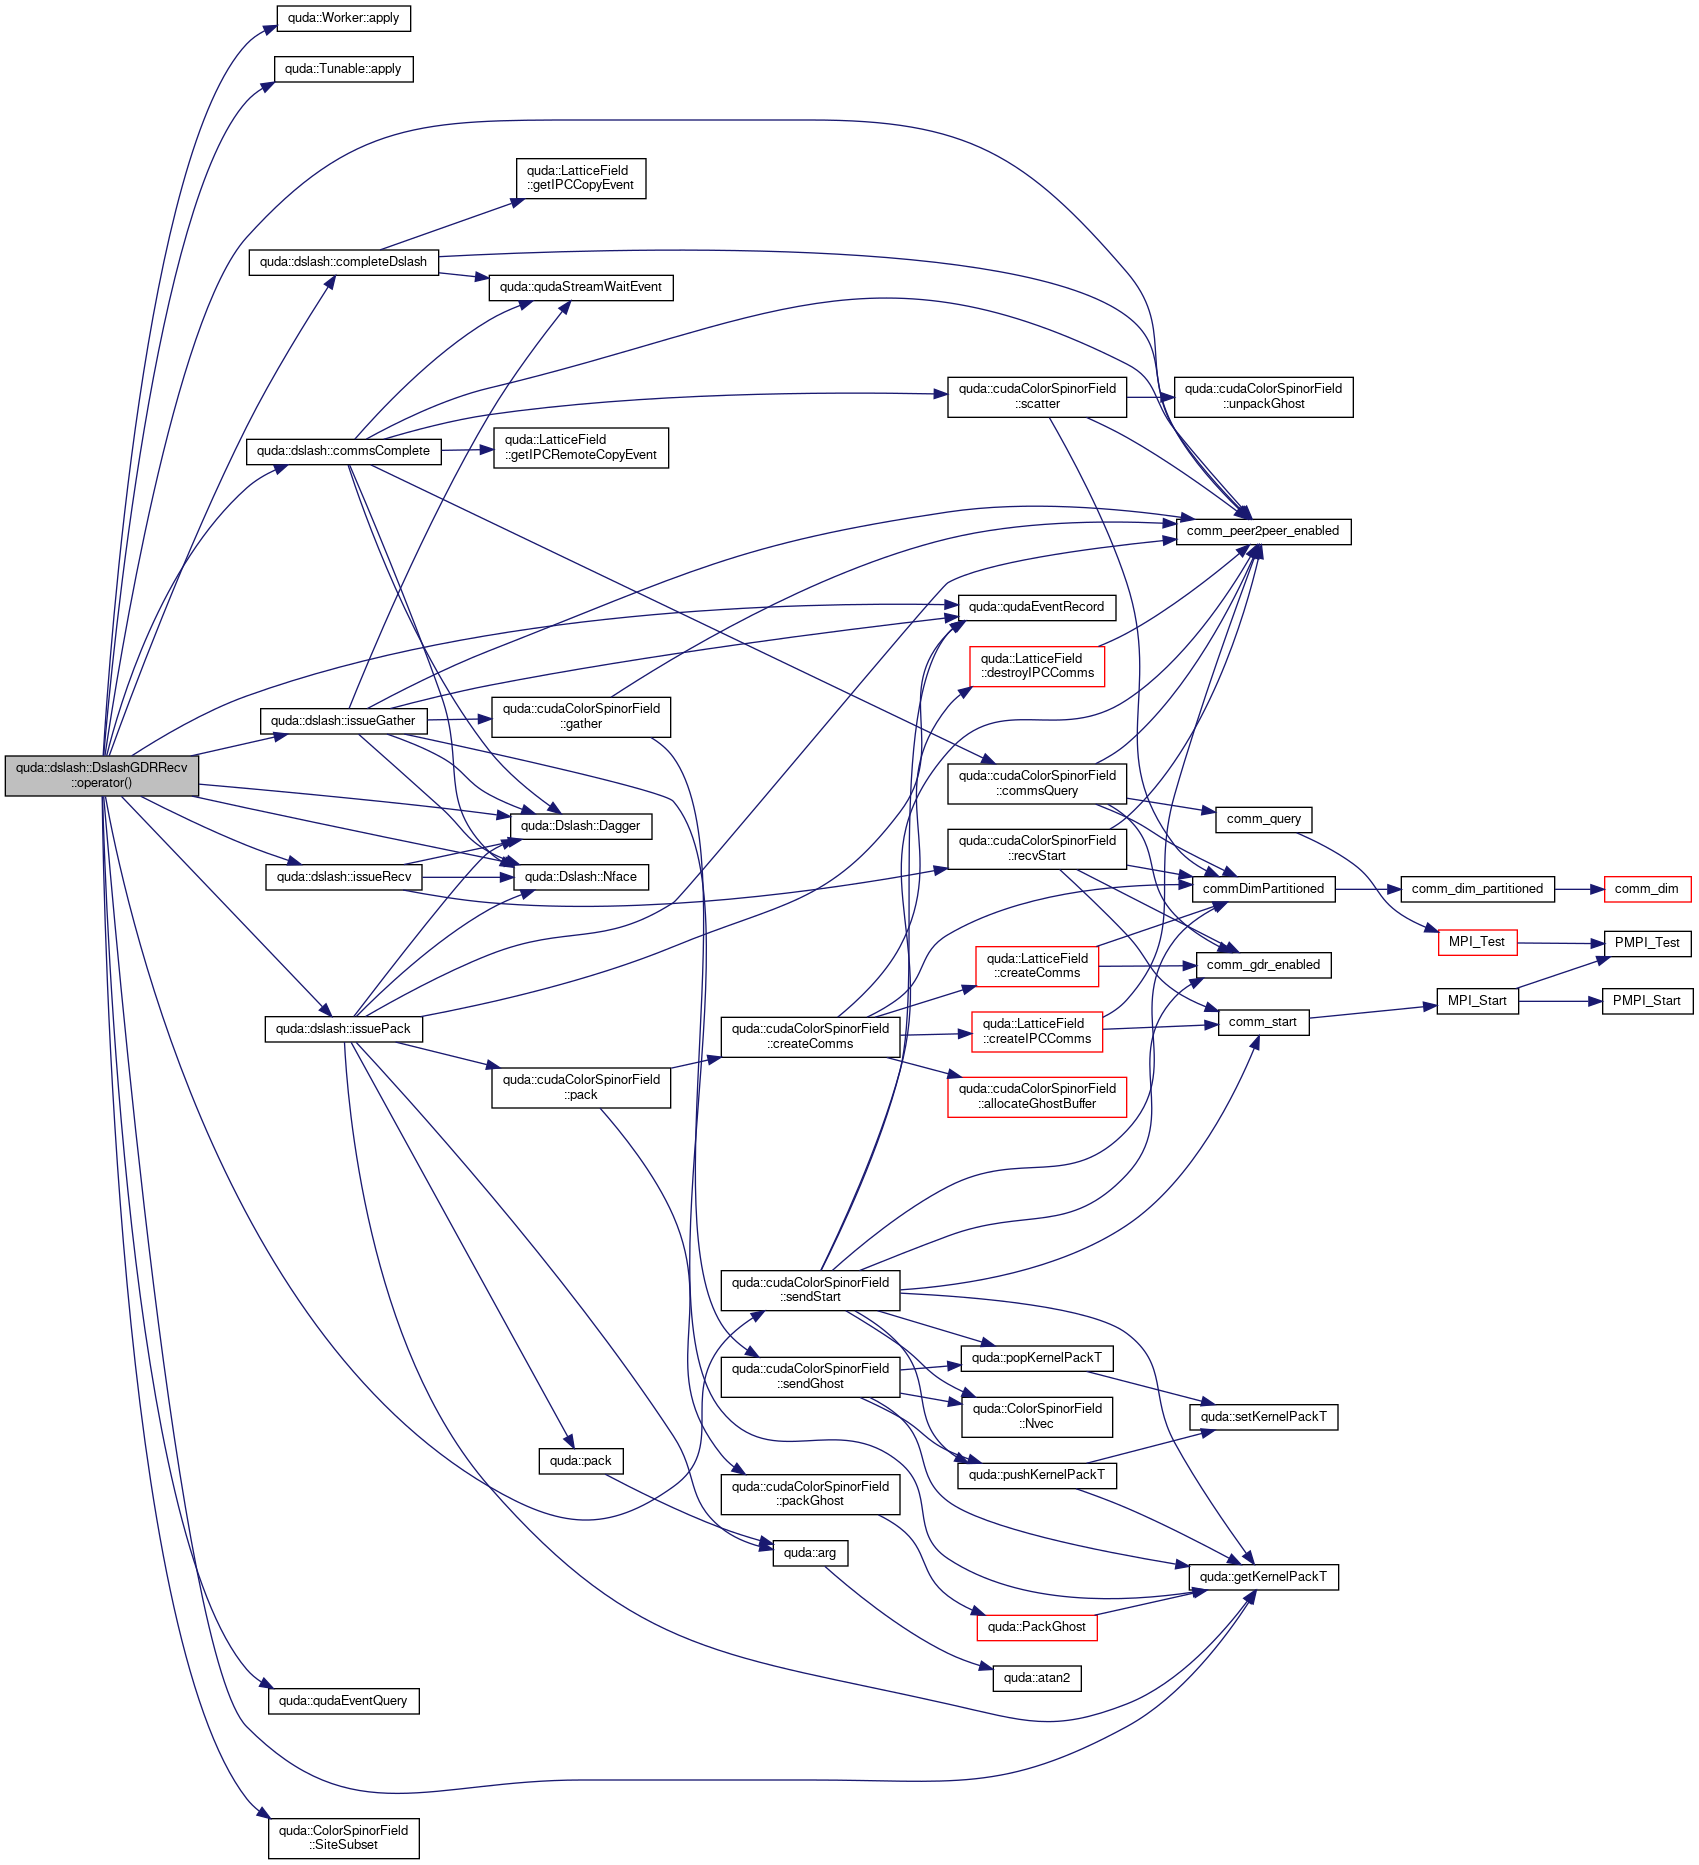 quda::Worker::apply
quda::Tunable::apply
quda::LatticeField
::getIPCCopyEvent
quda::dslash::completeDslash
quda::qudaStreamWaitEvent
quda::cudaColorSpinorField
::scatter
quda::cudaColorSpinorField
::unpackGhost
quda::dslash::commsComplete
quda::LatticeField
::getIPCRemoteCopyEvent
comm_peer2peer_enabled
quda::qudaEventRecord
quda::LatticeField
::destroyIPCComms
quda::dslash::issueGather
quda::cudaColorSpinorField
::gather
quda::dslash::DslashGDRRecv
::operator()
quda::cudaColorSpinorField
::commsQuery
comm_query
quda::Dslash::Dagger
quda::cudaColorSpinorField
::recvStart
quda::dslash::issueRecv
quda::Dslash::Nface
commDimPartitioned
comm_dim_partitioned
comm_dim
MPI_Test
PMPI_Test
quda::LatticeField
::createComms
comm_gdr_enabled
MPI_Start
PMPI_Start
quda::dslash::issuePack
quda::cudaColorSpinorField
::createComms
quda::LatticeField
::createIPCComms
comm_start
quda::cudaColorSpinorField
::pack
quda::cudaColorSpinorField
::allocateGhostBuffer
quda::cudaColorSpinorField
::sendStart
quda::popKernelPackT
quda::cudaColorSpinorField
::sendGhost
quda::ColorSpinorField
::Nvec
quda::setKernelPackT
quda::pack
quda::pushKernelPackT
quda::cudaColorSpinorField
::packGhost
quda::arg
quda::getKernelPackT
quda::PackGhost
quda::atan2
quda::qudaEventQuery
quda::ColorSpinorField
::SiteSubset